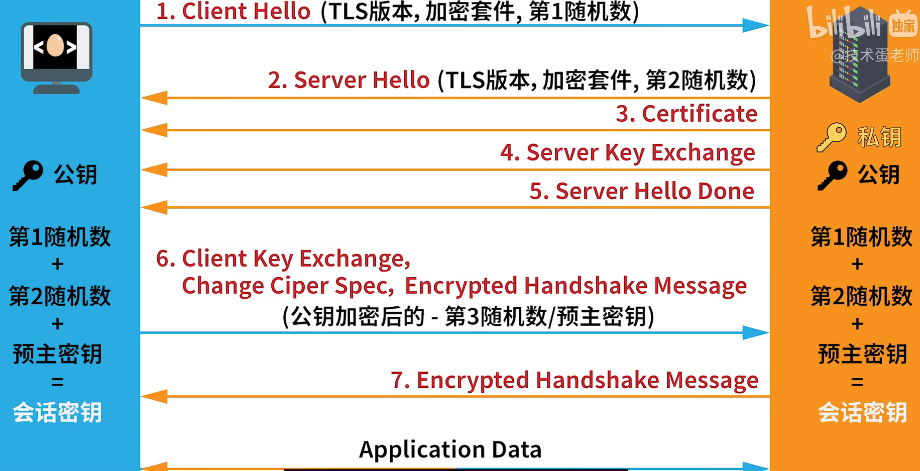 1. Client Hello (TLS版本, 加密套件, 第1随机数)
bilibili 独家
@技术蛋老师
< >
2. Server Hello (TLS版本, 加密套件, 第2随机数)
3. Certificate
私钥
4. Server Key Exchange
公钥
公钥
5. Server Hello Done
第1随机数
+
第2随机数
+
预主密钥
=
会话密钥
6. Client Key Exchange,
Change Ciper Spec, Encrypted Handshake Message
(公钥加密后的 - 第3随机数/预主密钥)
第1随机数
+
第2随机数
+
预主密钥
=
会话密钥
7. Encrypted Handshake Message
Application Data